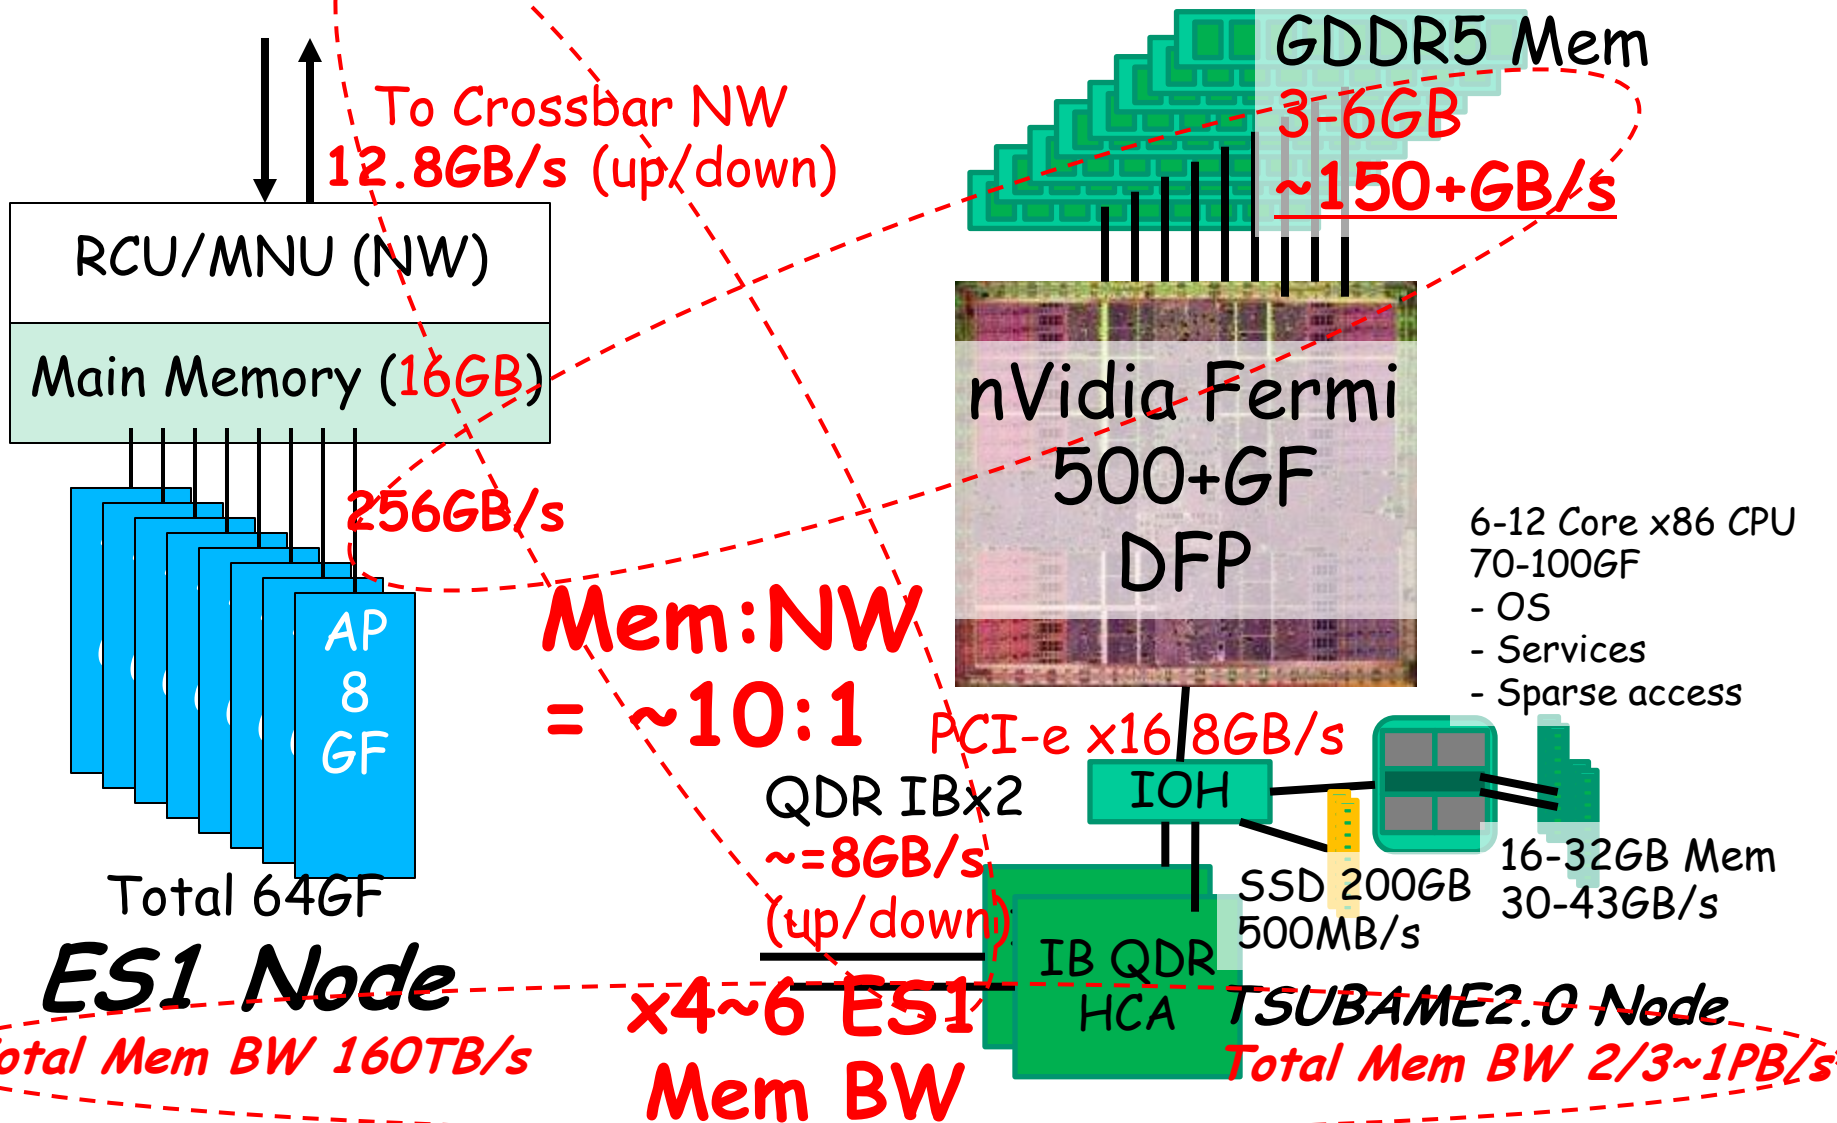 To Crossbar NW
12.8GB/s (up/down)
RCU/MNU (NW)
Main Memory (16GB)
256GB/s
AP
8
GF
Total 64GF
ES1 Node
Total Mem BW 160TB/s
Mem:NW
= ~10:1
GDDR5 Mem
3-6GB
~150+GB/s
nVidia Fermi
500+GF
DFP
6-12 Core x86 CPU
70-100GF
- OS
- Services
- Sparse access
PCI-e x16 8GB/s
IOH
QDR IBx2
~=8GB/s
(up/down)
16-32GB Mem
30-43GB/s
SSD 200GB
500MB/s
IB QDR
HCA
x4~6 ES1
Mem BW
TSUBAME2.0 Node
Total Mem BW 2/3~1PB/s